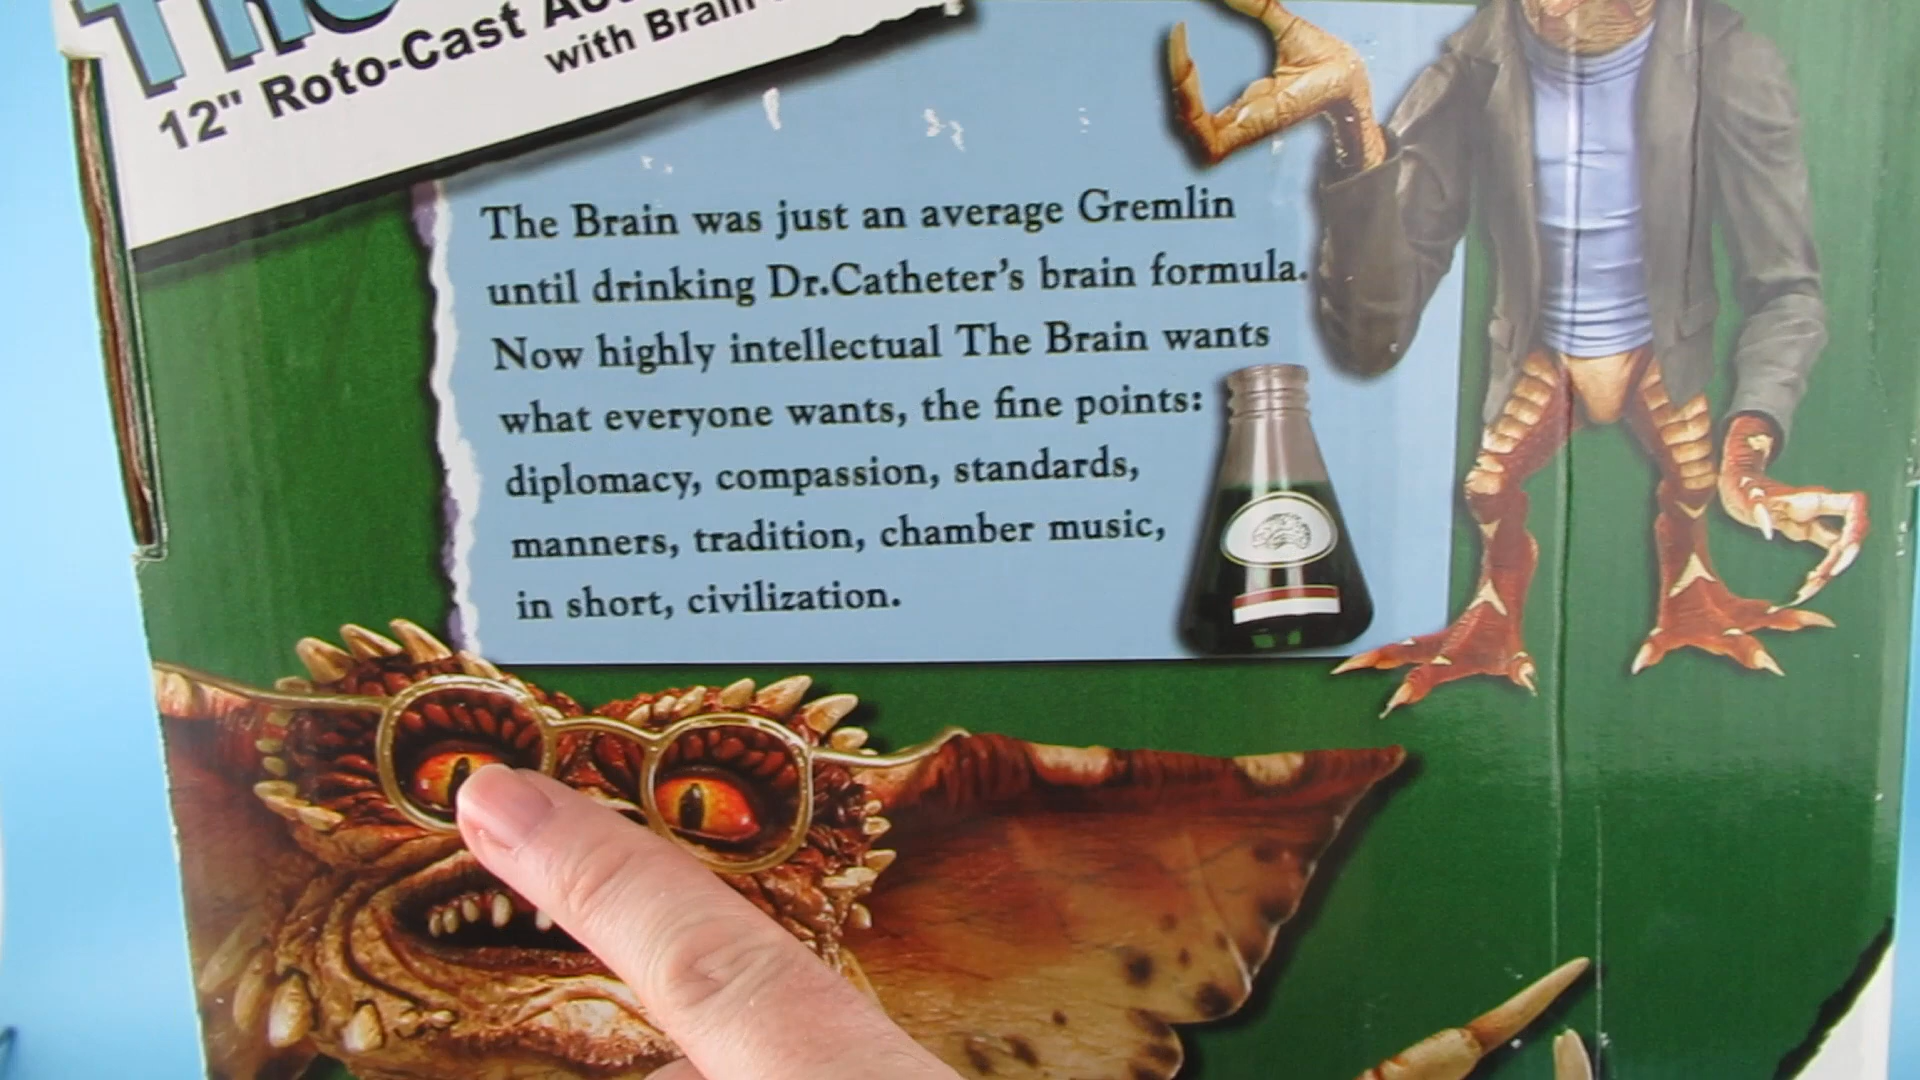 The
12" Roto-Cast
with Brain
The Brain was just an average Gremlin
until drinking Dr.Catheter's brain formula.
Now highly intellectual The Brain wants
what everyone wants, the fine points:
diplomacy, compassion, standards,
manners, tradition, chamber music,
in short, civilization.